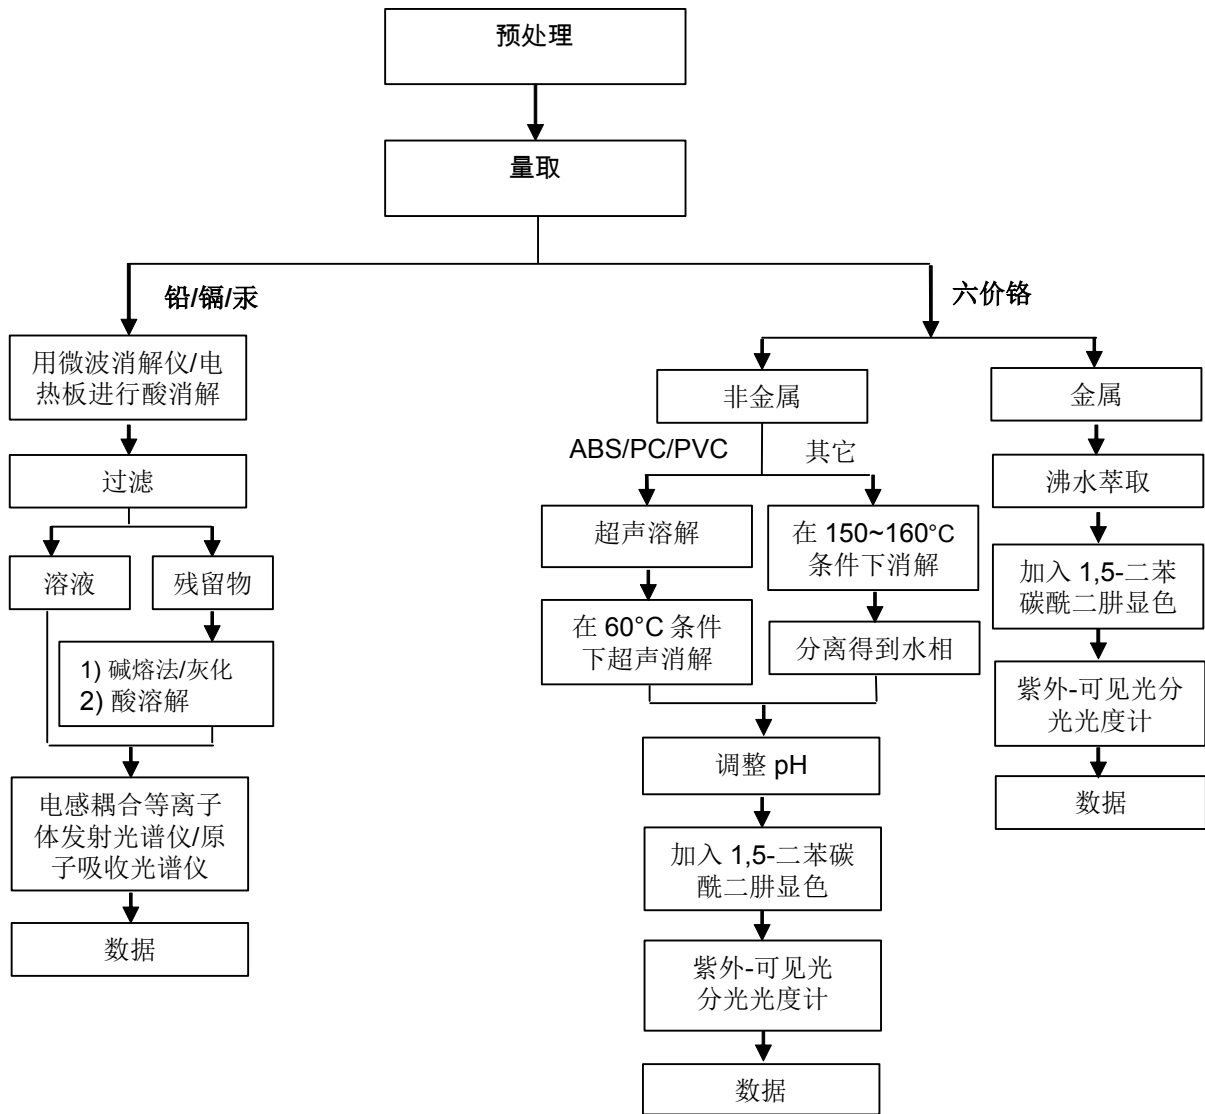 预处理
量取
铅/镉/汞
六价铬
用微波消解仪/电
热板进行酸消解
过滤
溶液
残留物
1) 碱熔法/灰化
2) 酸溶解
电感耦合等离子
体发射光谱仪/原
子吸收光谱仪
数据
非金属
ABS/PC/PVC
其它
超声溶解
在 60°C 条件
下超声消解
在 150~160°C
条件下消解
分离得到水相
调整 pH
加入 1,5-二苯碳
酰二肼显色
紫外-可见光
分光光度计
数据
金属
沸水萃取
加入 1,5-二苯
碳酰二肼显色
紫外-可见光分
光光度计
数据